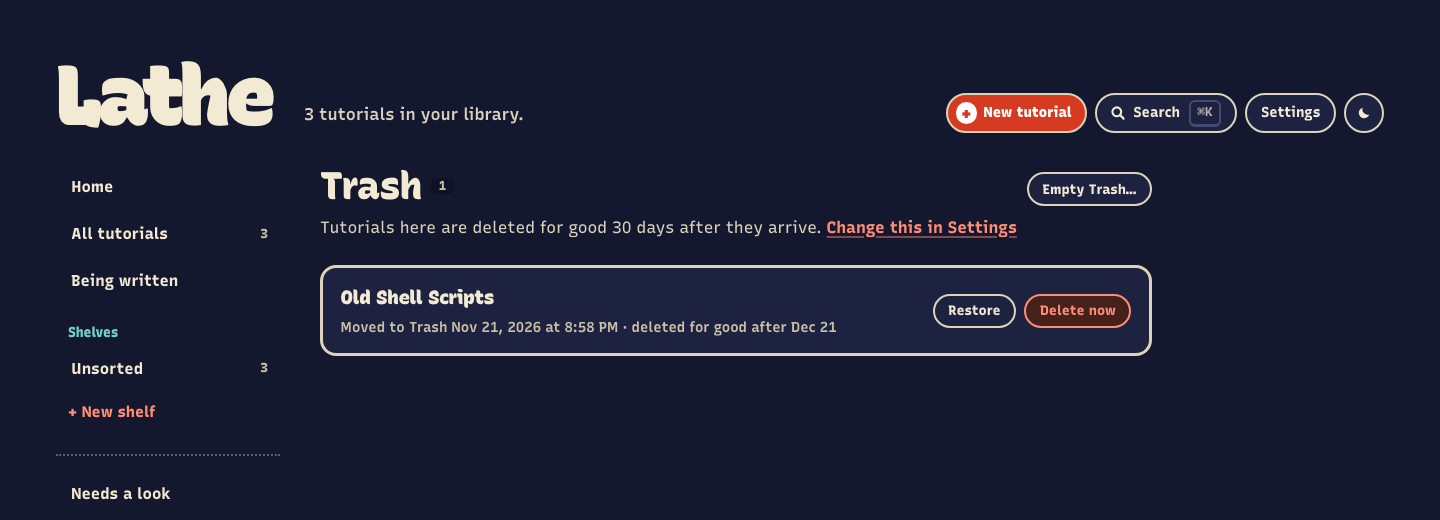 Lathe
3 tutorials in your library.
New tutorial
Search ⌘K
Settings
Home
All tutorials 3
Being written
Shelves
Unsorted 3
+ New shelf
Needs a look
Trash 1
Empty Trash...
Tutorials here are deleted for good 30 days after they arrive. Change this in Settings
Old Shell Scripts
Moved to Trash Nov 21, 2026 at 8:58 PM · deleted for good after Dec 21
Restore
Delete now